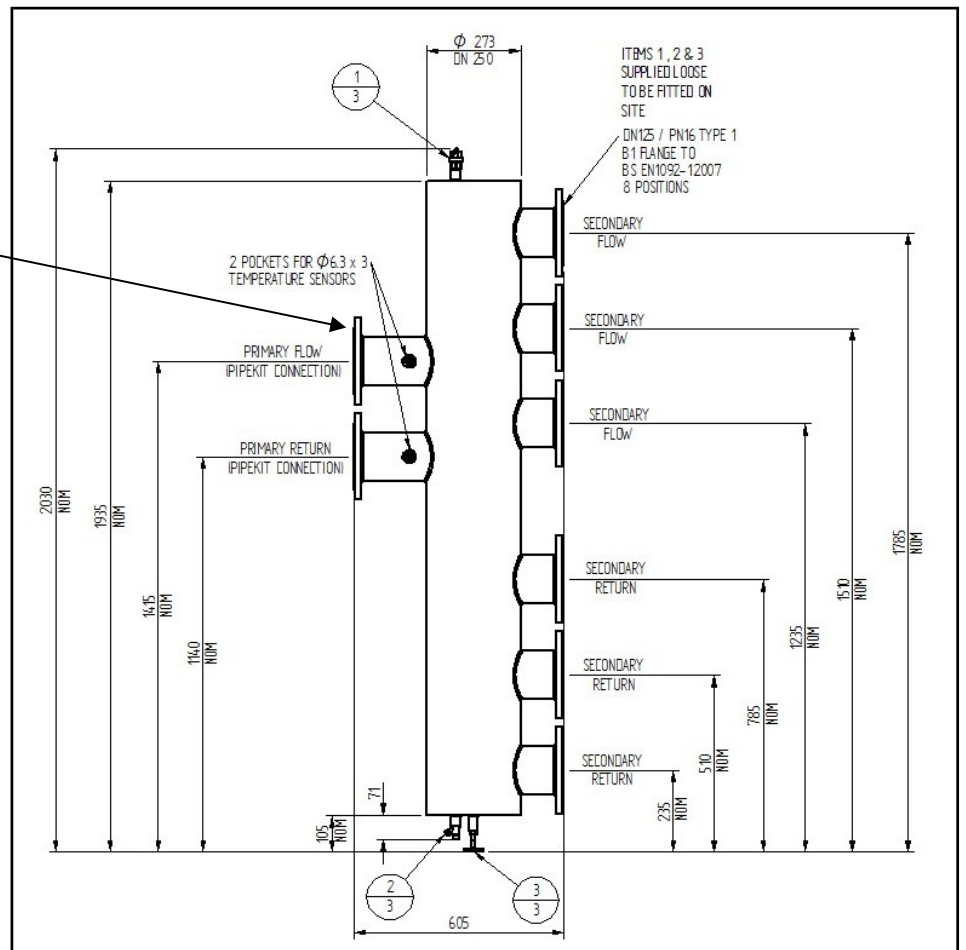 Φ 273
DN 250
1
3
ITEMS 1, 2 & 3
SUPPLIED LOOSE
TO BE FITTED ON
SITE
DN125 / PN16 TYPE 1
B1 FLANGE TO
BS EN1092-12007
8 POSITIONS
SECONDARY
FLOW
2 POCKETS FOR Φ6.3 x 3
TEMPERATURE SENSORS
SECONDARY
FLOW
PRIMARY FLOW
(PIPEKIT CONNECTION)
SECONDARY
FLOW
PRIMARY RETURN
(PIPEKIT CONNECTION)
2030
NOM
1935
NOM
1415
NOM
1140
NOM
1785
NOM
1510
NOM
1235
NOM
SECONDARY
RETURN
785
NOM
SECONDARY
RETURN
510
NOM
SECONDARY
RETURN
235
NOM
71
105
NOM
2
3
3
3
605